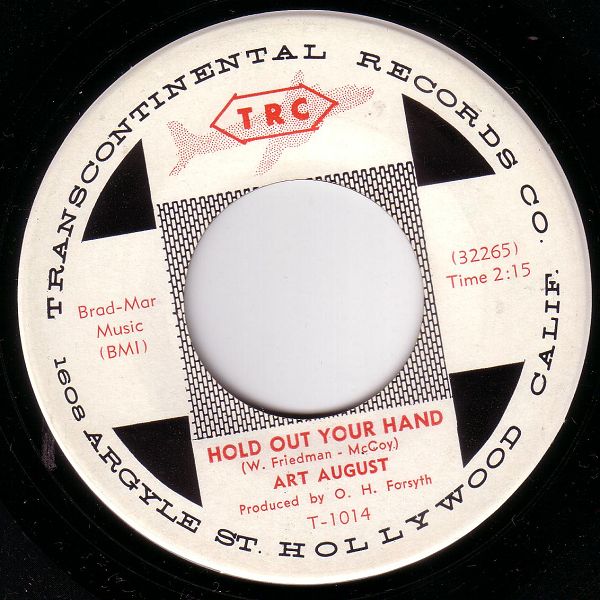 TRANSCONTINENTAL RECORDS CO.
1608 ARGYLE ST. HOLLYWOOD CALIF.
TRC
Brad-Mar
Music
(BMI)
(32265)
Time 2:15
HOLD OUT YOUR HAND
(W. Friedman - McCoy)
ART AUGUST
Produced by O. H. Forsyth
T-1014